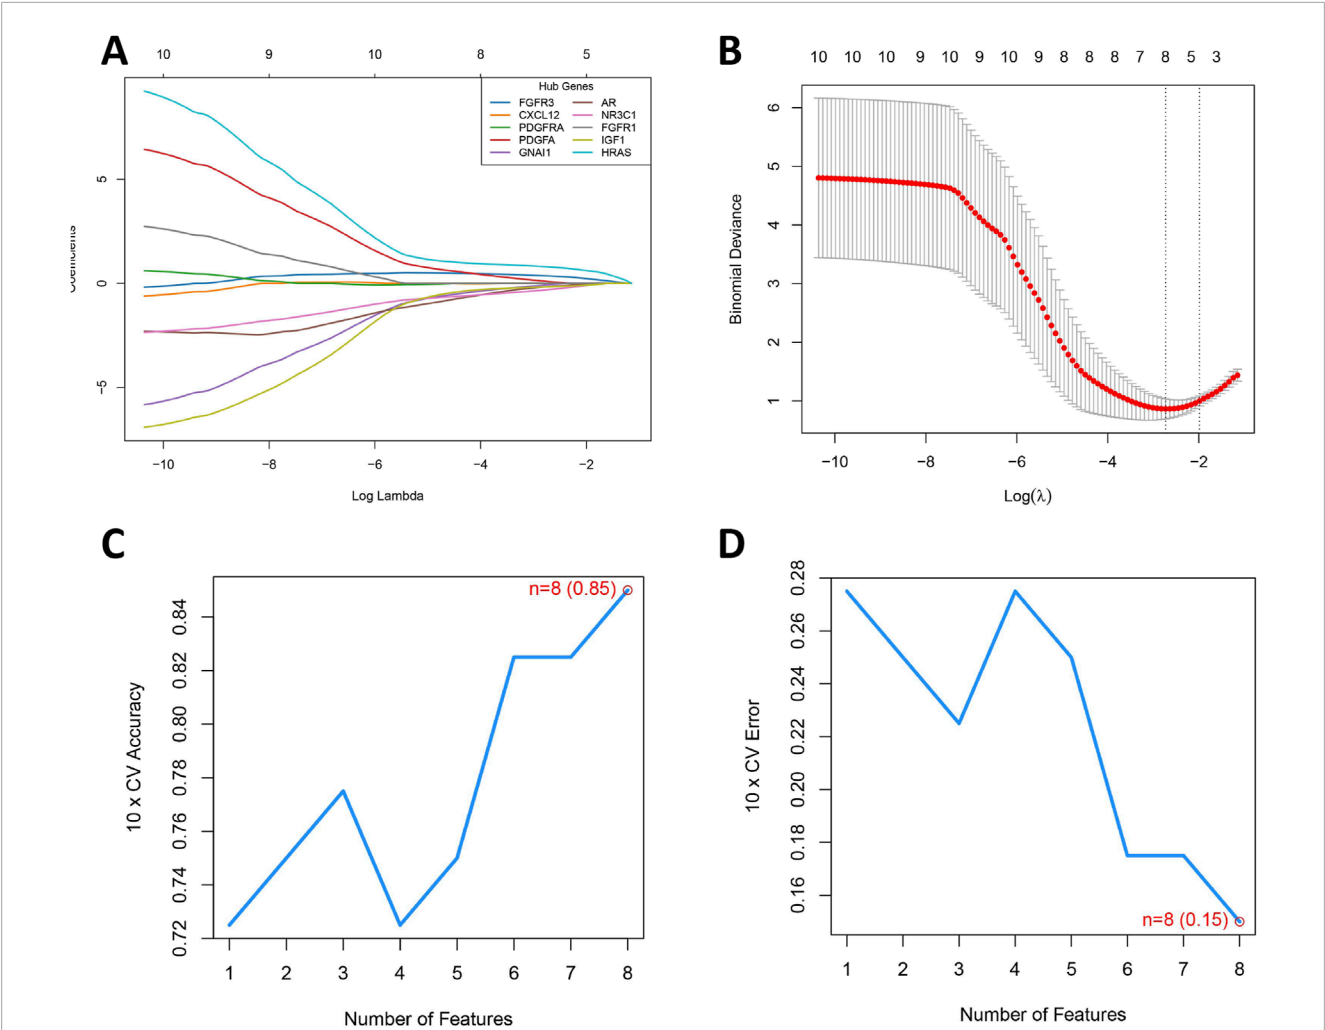 A
10 9 10 8 5
Hub Genes
FGFR3 AR
CXCL12 NR3C1
PDGFRA FGFR1
PDGFA IGF1
GNAI1 HRAS
5
0
−5
−10 −8 −6 −4 −2
Log Lambda
B
10 10 10 10 10 9 10 9 8 8 8 7 8 5 3
Binomial Deviance
6
5
4
3
2
1
−10 −8 −6 −4 −2
Log(λ)
C
10 x CV Accuracy
0.84
0.82
0.80
0.78
0.76
0.74
0.72
n=8 (0.85)
1 2 3 4 5 6 7 8
Number of Features
D
10 x CV Error
0.28
0.26
0.24
0.22
0.20
0.18
0.16
n=8 (0.15)
1 2 3 4 5 6 7 8
Number of Features